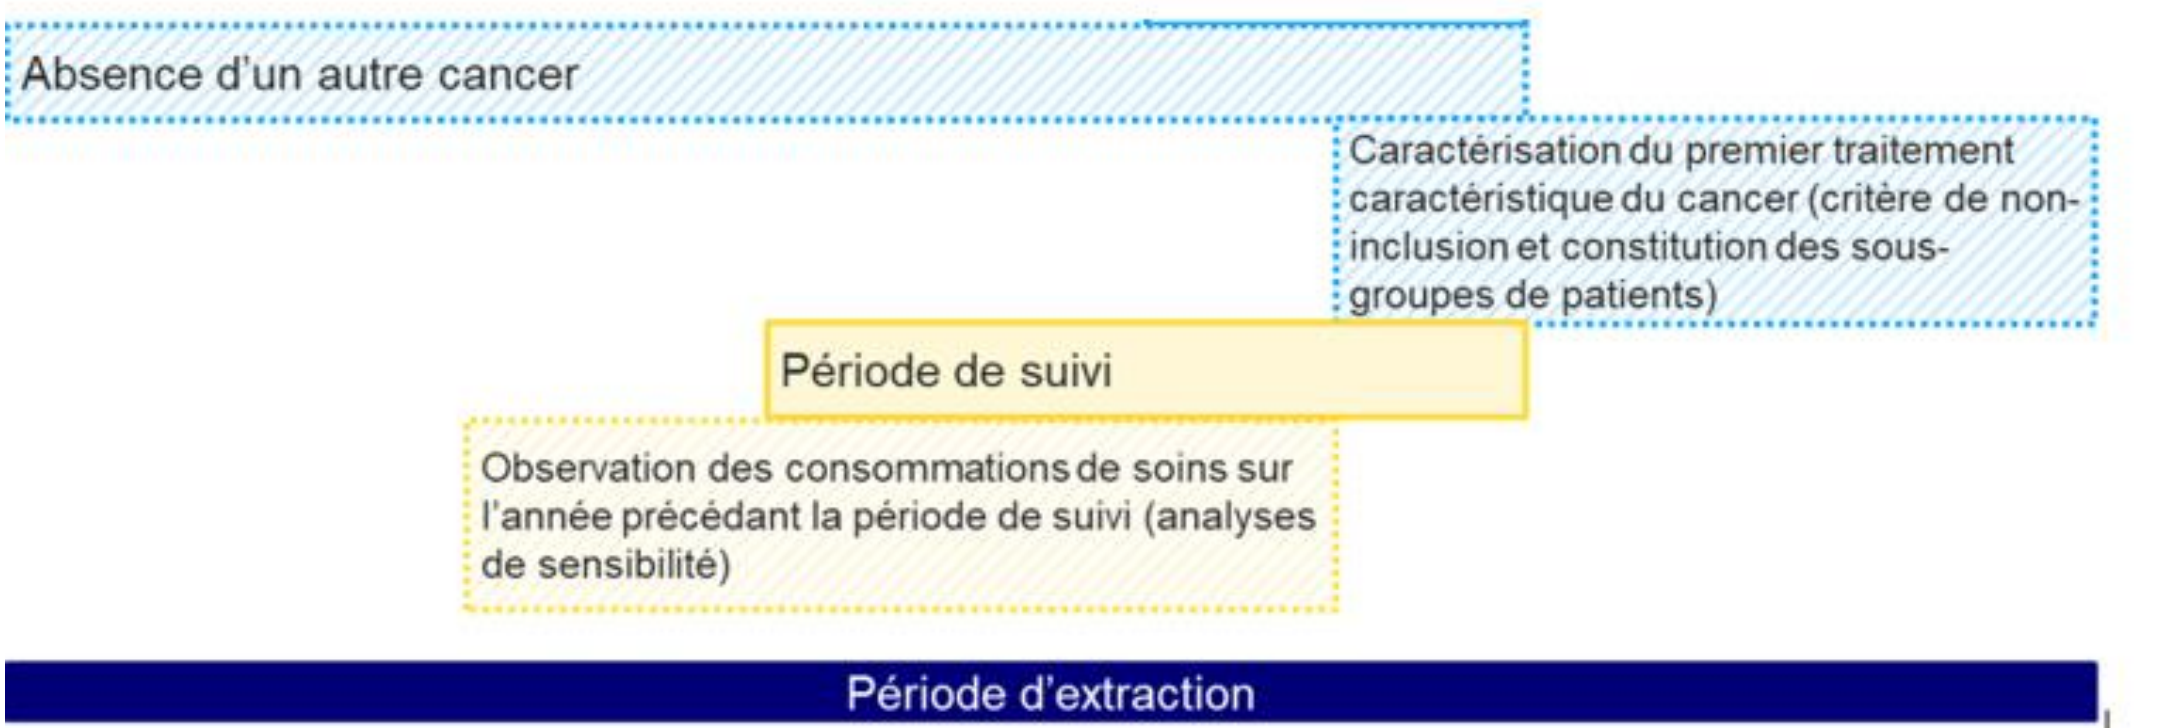 Absence d'un autre cancer
Caractérisation du premier traitement
caractéristique du cancer (critère de non-
inclusion et constitution des sous-
groupes de patients)
Période de suivi
Observation des consommations de soins sur
l'année précédant la période de suivi (analyses
de sensibilité)
Période d'extraction